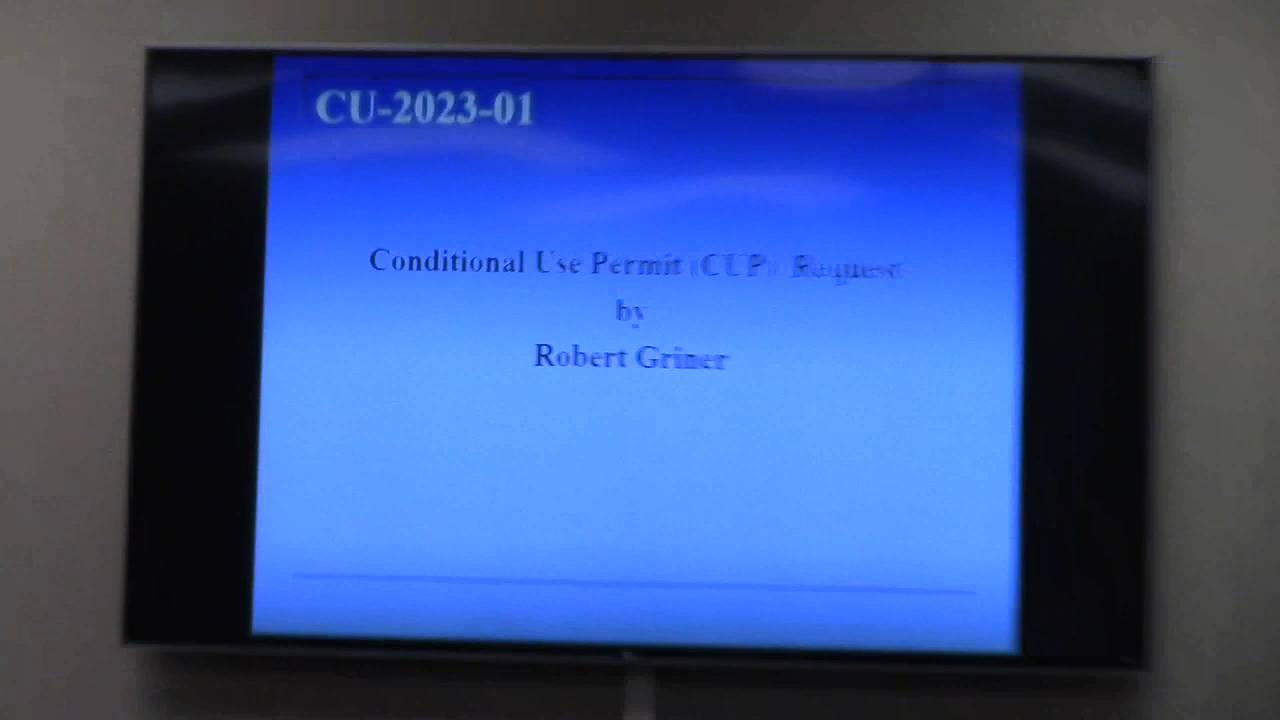 CU-2023-01
Conditional Use Permit (CUP) Request
by
Robert Griner